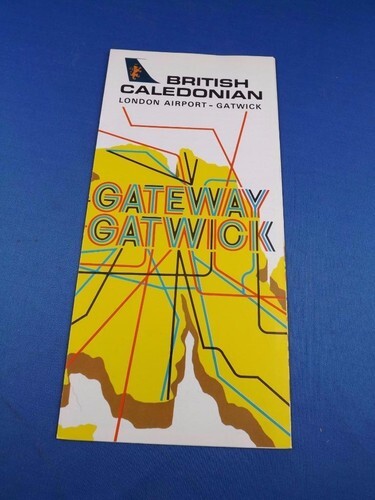 BRITISH
CALEDONIAN
LONDON AIRPORT - GATWICK
GATEWAY
GATWICK